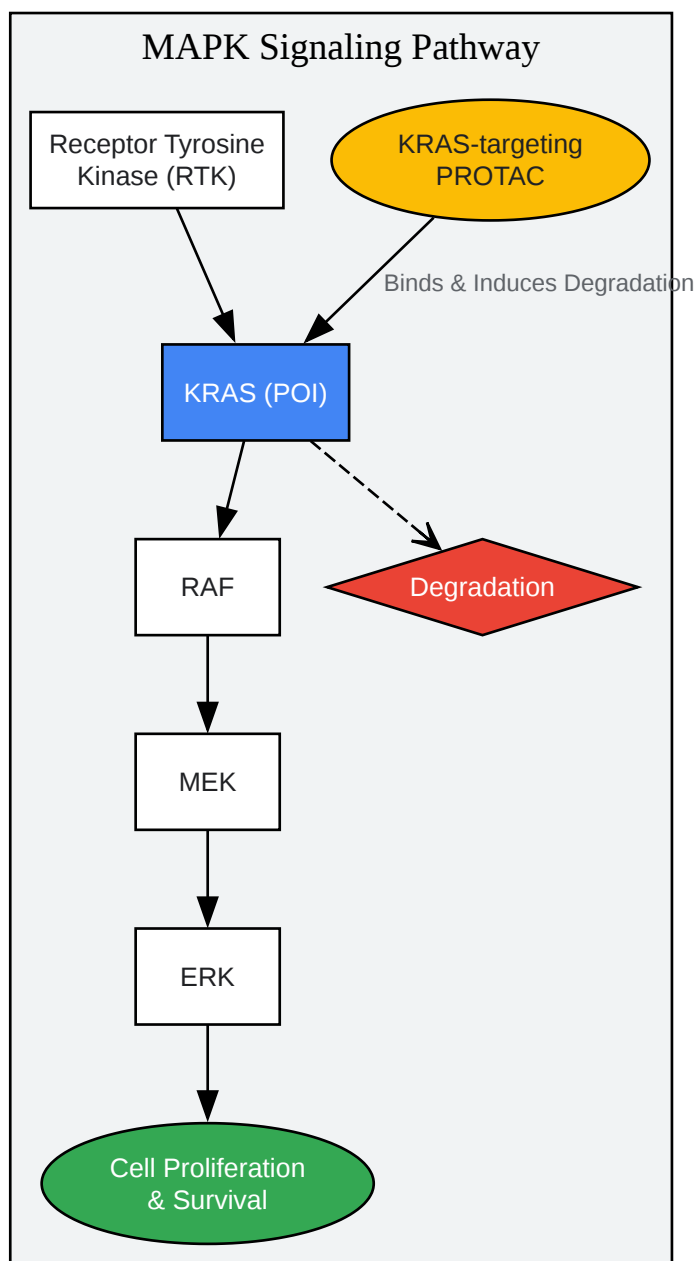 MAPK Signaling Pathway
Receptor Tyrosine
Kinase (RTK)
KRAS-targeting
PROTAC
Binds & Induces Degradation
KRAS (POI)
RAF
Degradation
MEK
ERK
Cell Proliferation
& Survival